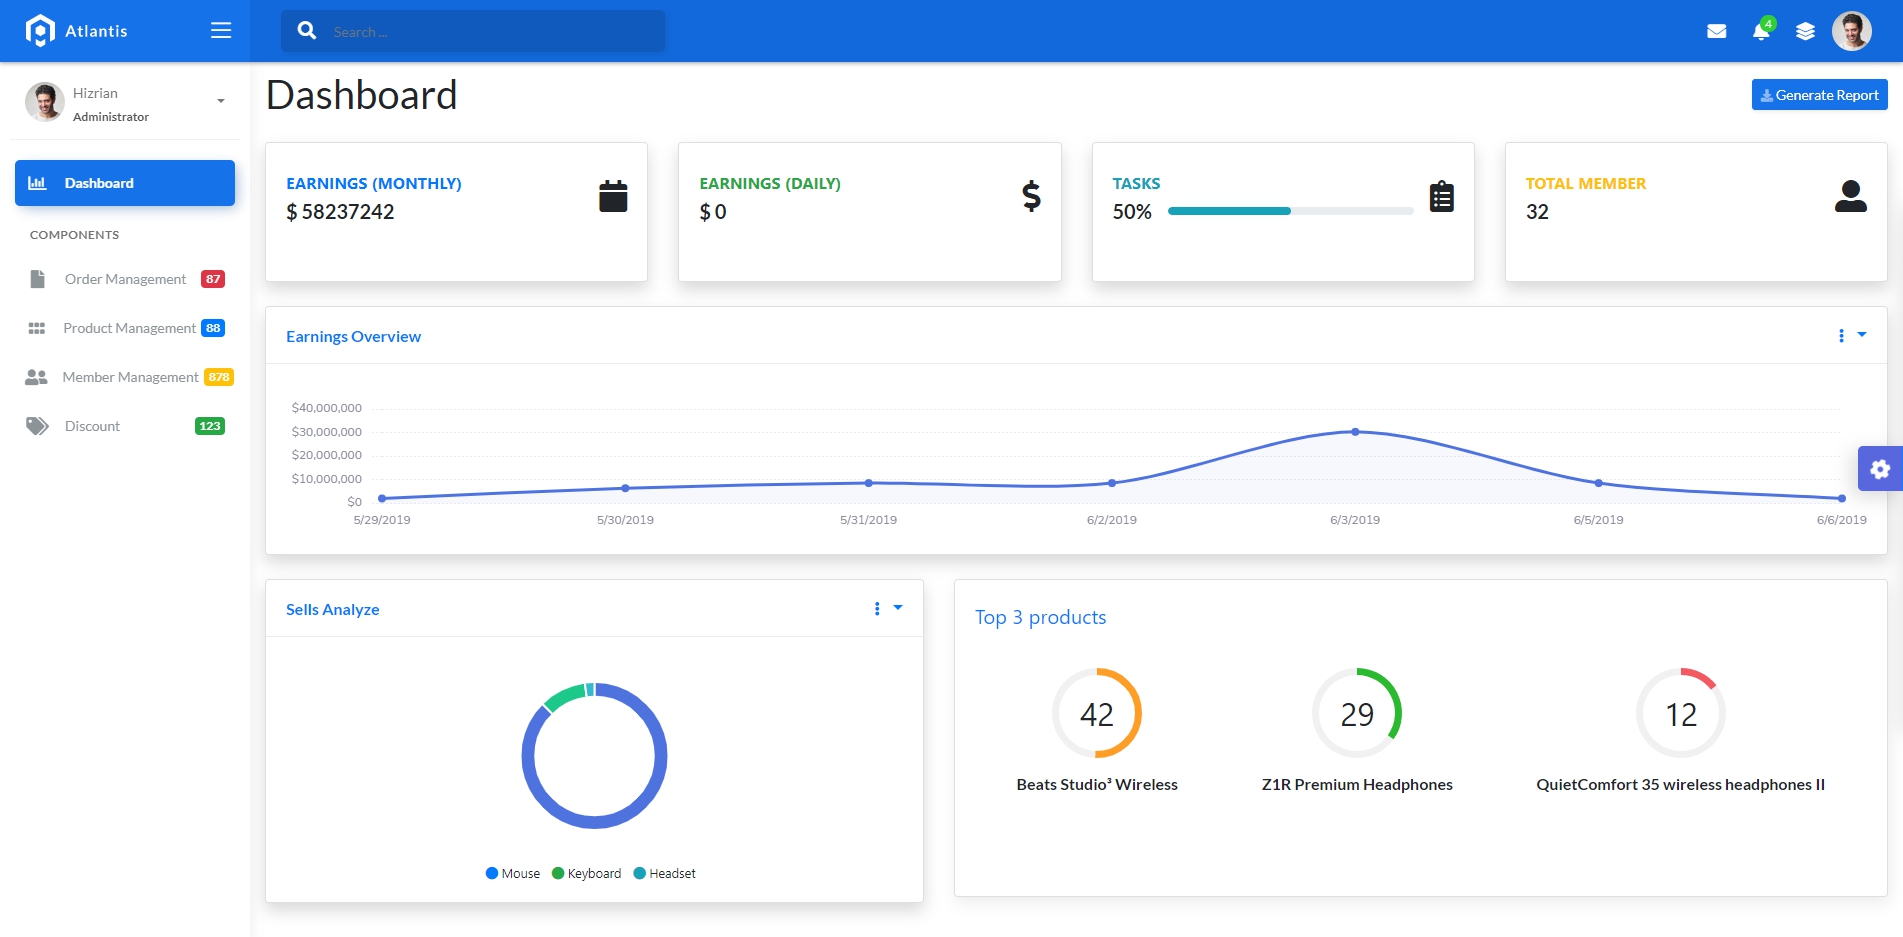 Atlantis
Search ...
4
Hizrian
Administrator
Dashboard
COMPONENTS
Order Management 87
Product Management 88
Member Management 878
Discount 123
Dashboard
Generate Report
EARNINGS (MONTHLY)
$ 58237242
EARNINGS (DAILY)
$ 0
TASKS
50%
TOTAL MEMBER
32
Earnings Overview
$40,000,000
$30,000,000
$20,000,000
$10,000,000
$0
5/29/2019 5/30/2019 5/31/2019 6/2/2019 6/3/2019 6/5/2019 6/6/2019
Sells Analyze
Mouse Keyboard Headset
Top 3 products
42
Beats Studio³ Wireless
29
Z1R Premium Headphones
12
QuietComfort 35 wireless headphones II